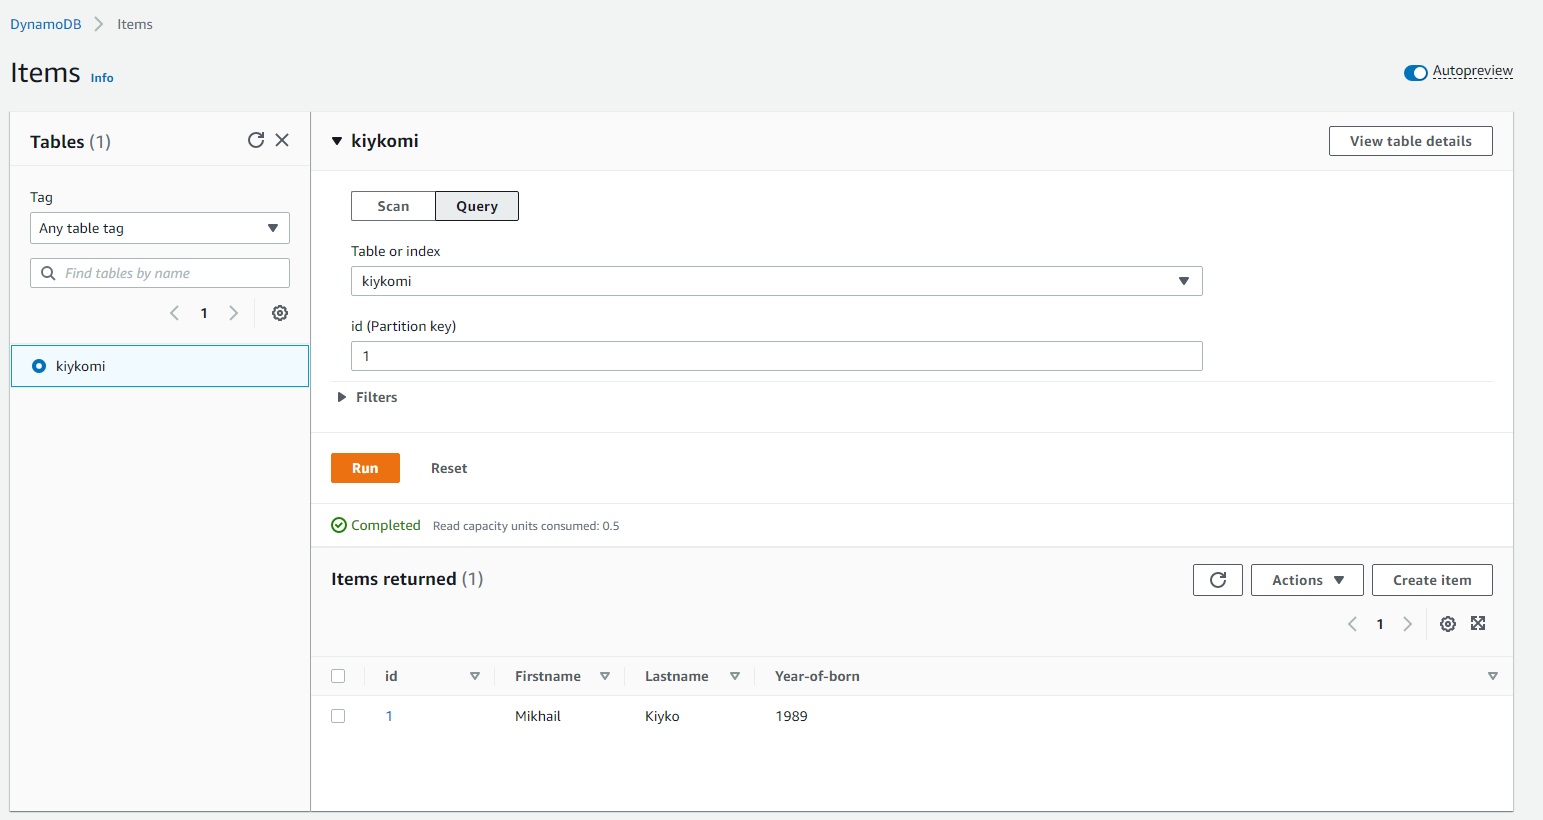 DynamoDB Items
Items Info
Autopreview
Tables (1)
Tag
Any table tag
Find tables by name
1
kiykomi
kiykomi
View table details
Scan Query
Table or index
kiykomi
id (Partition key)
1
Filters
Run Reset
Completed Read capacity units consumed: 0.5
Items returned (1)
Actions Create item
1
id Firstname Lastname Year-of-born
1 Mikhail Kiyko 1989